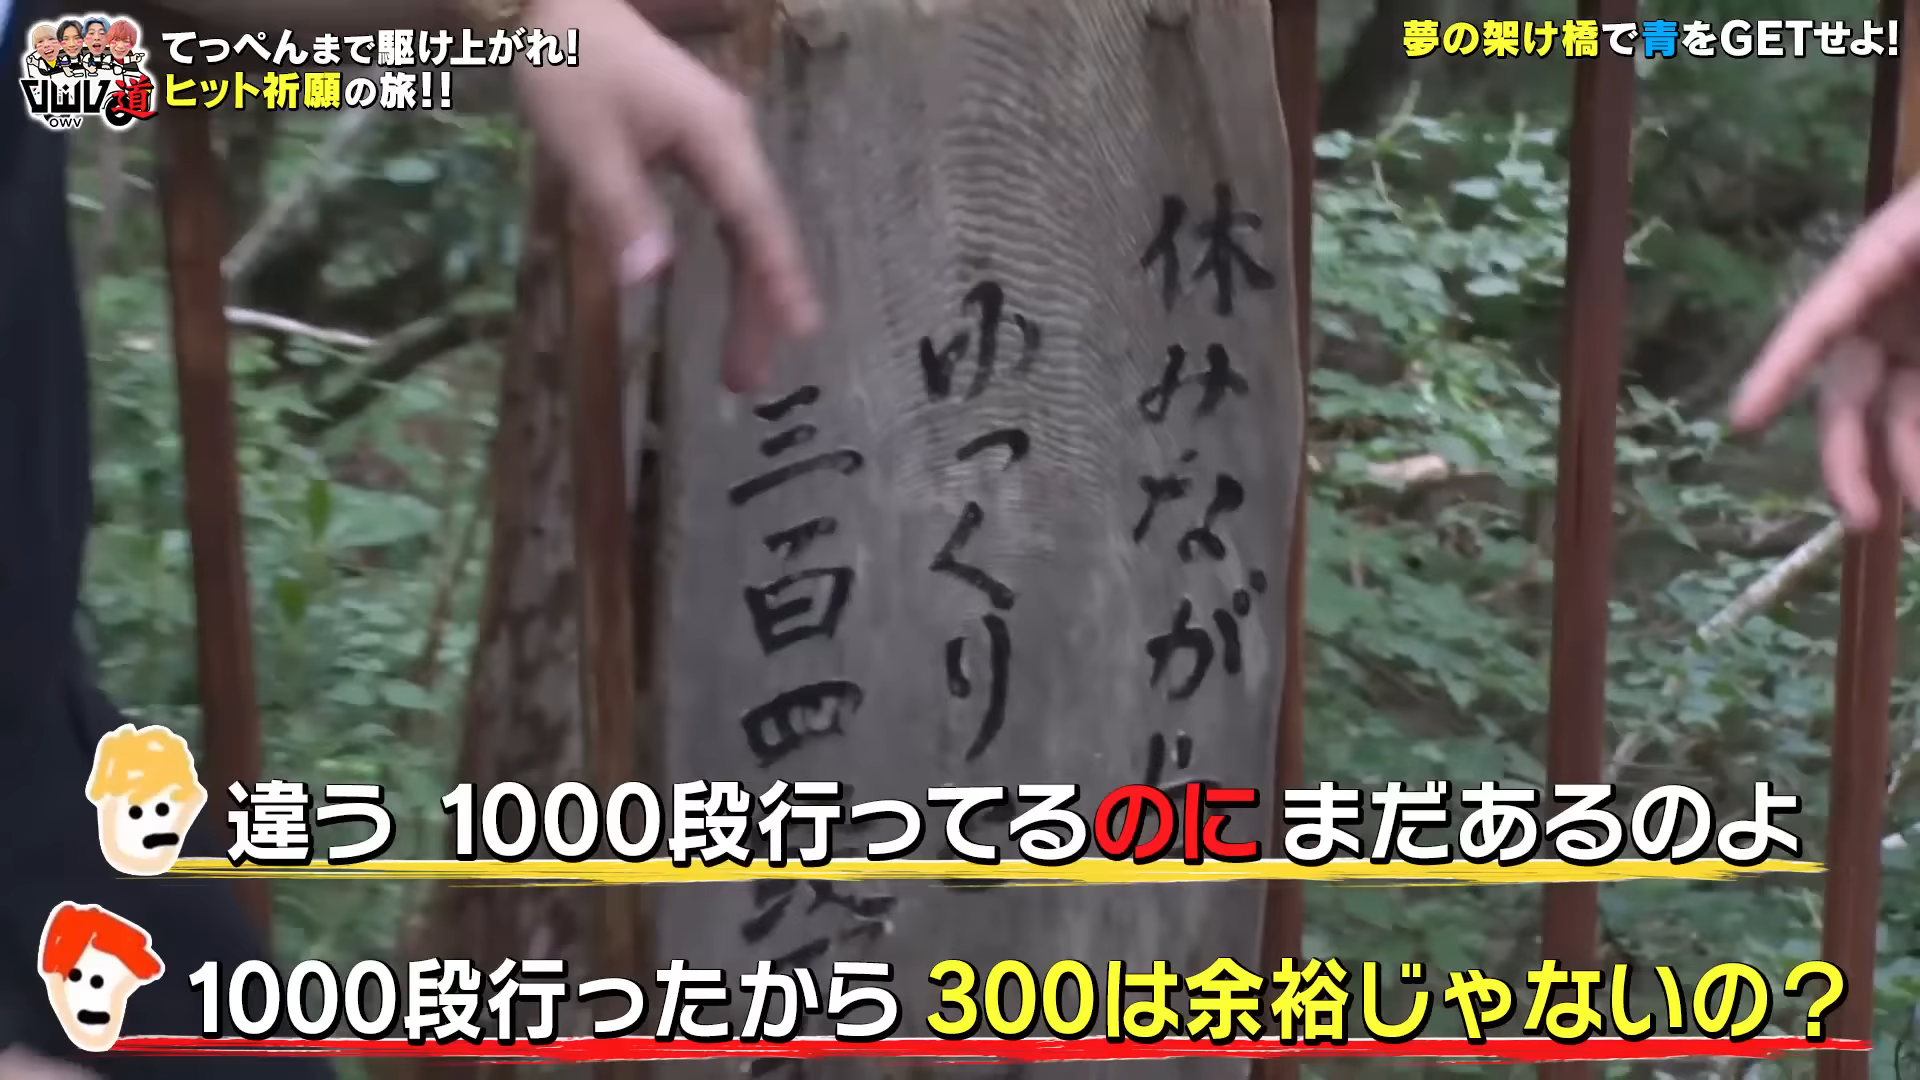 てっぺんまで駆け上がれ!
ヒット祈願の旅!!
OWV道
OWV
夢の架け橋で青をGETせよ!
休みながら
ゆっくりと
三百四
違う 1000段行ってるのに まだあるのよ
1000段行ったから 300は余裕じゃないの?